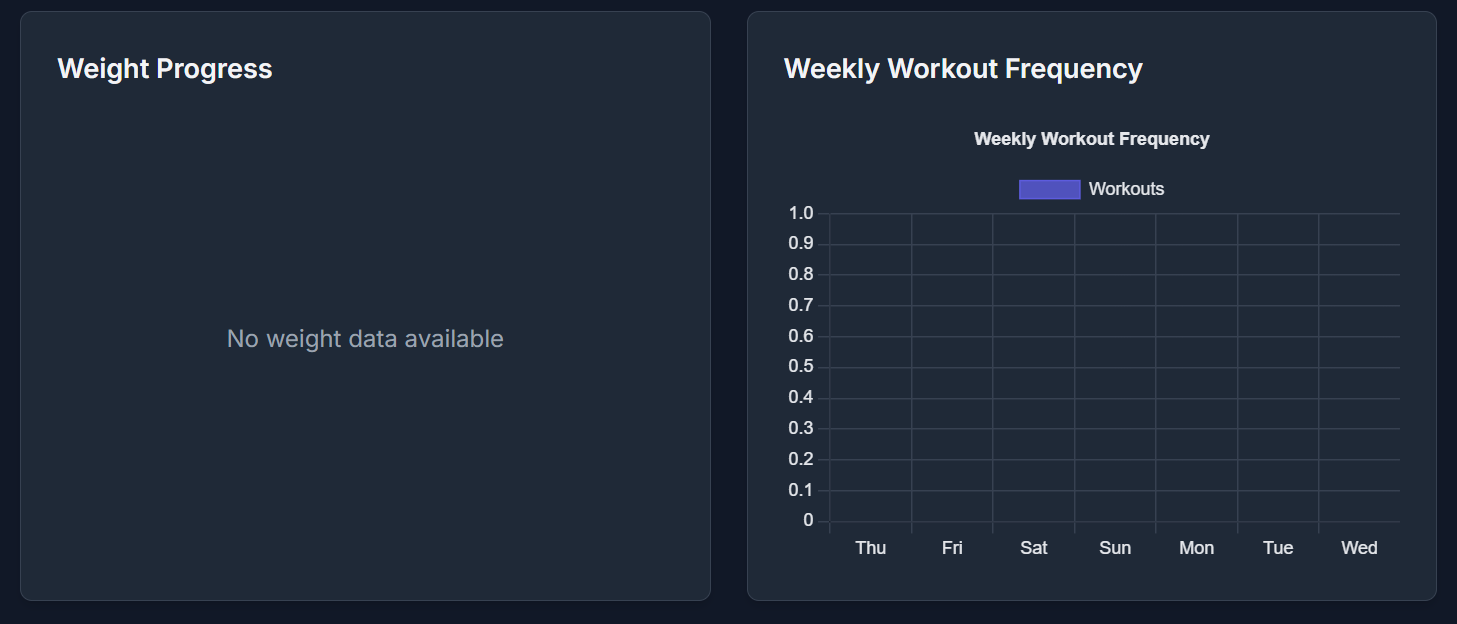 Weight Progress
No weight data available
Weekly Workout Frequency
Weekly Workout Frequency
Workouts
1.0
0.9
0.8
0.7
0.6
0.5
0.4
0.3
0.2
0.1
0
Thu Fri Sat Sun Mon Tue Wed